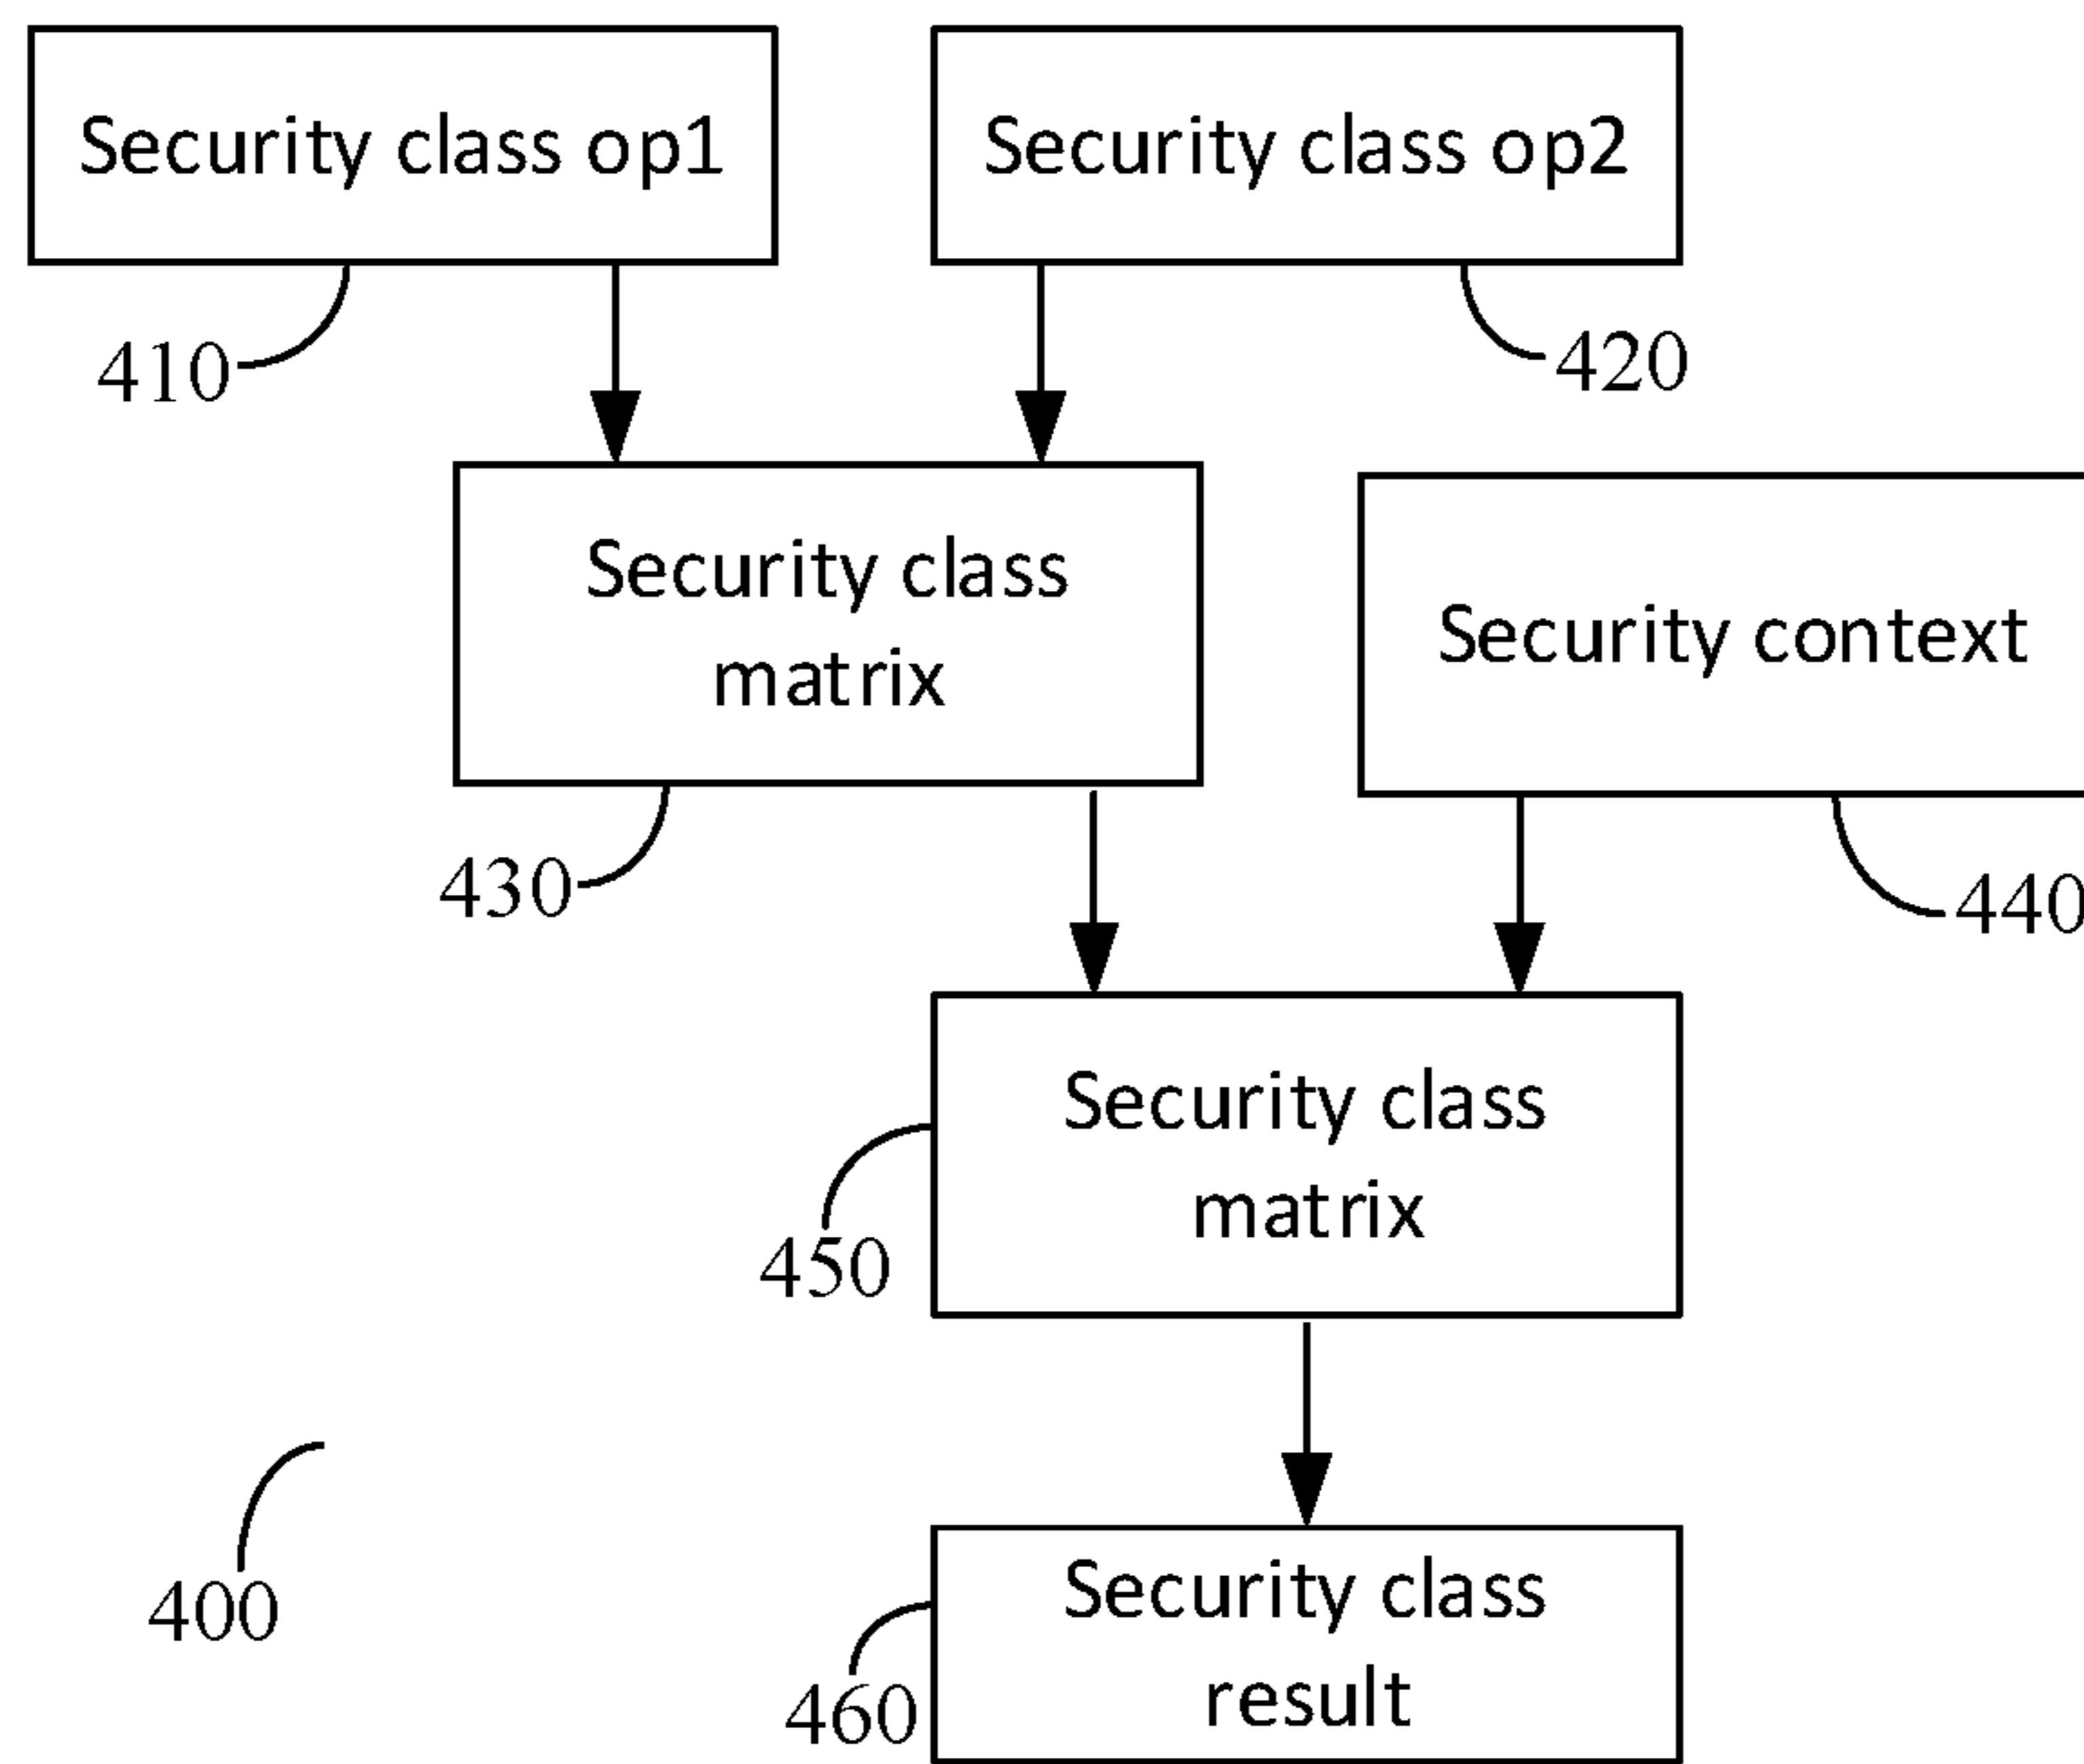 Security class op1
Security class op2
410
420
Security class
matrix
Security context
430
440
Security class
matrix
450
400
Security class
result
460